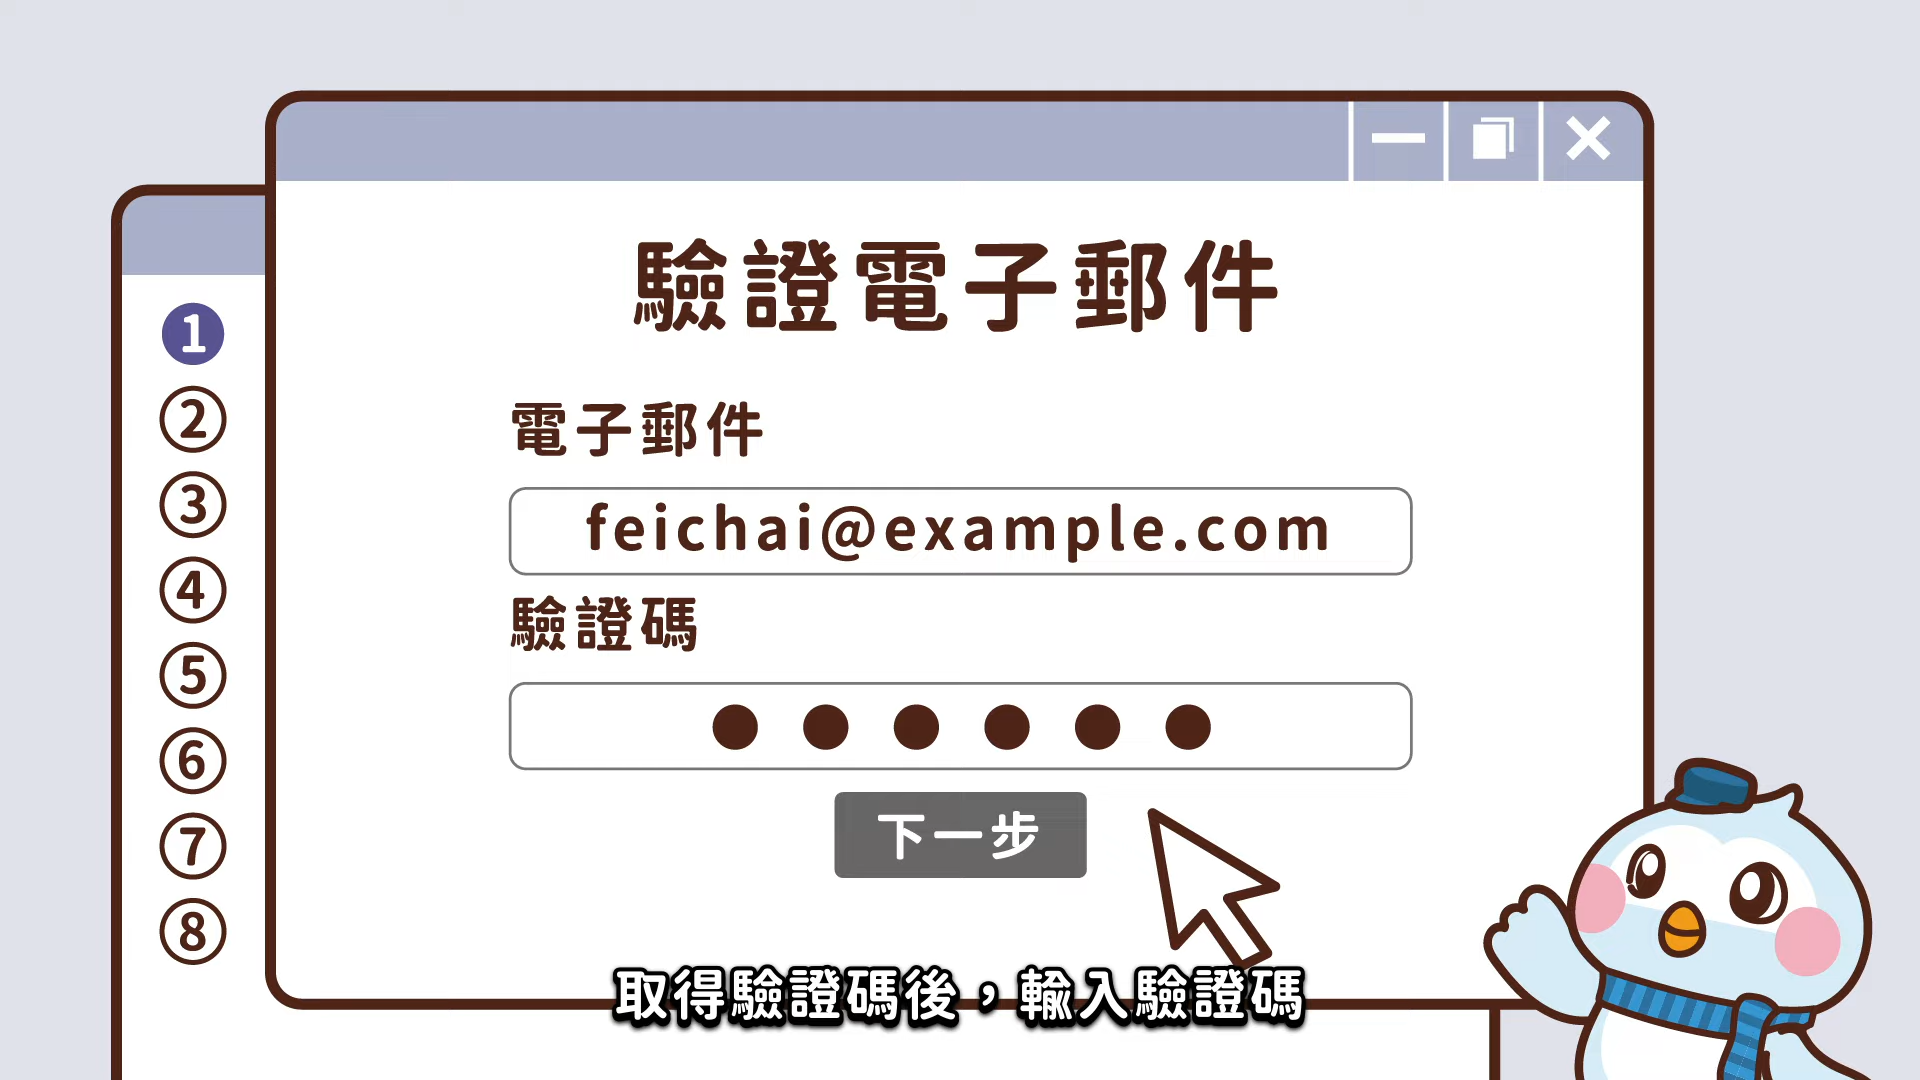 驗證電子郵件
①
②
③
④
⑤
⑥
⑦
⑧
電子郵件
feichai@example.com
驗證碼
下一步
取得驗證碼後,輸入驗證碼